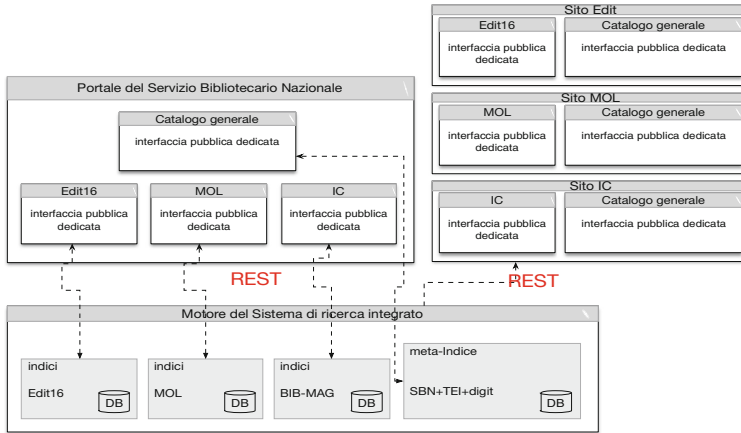 Sito Edit
Edit16
Catalogo generale
interfaccia pubblica
dedicata
interfaccia pubblica dedicata
Portale del Servizio Bibliotecario Nazionale
Catalogo generale
interfaccia pubblica dedicata
Edit16
interfaccia pubblica
dedicata
MOL
interfaccia pubblica
dedicata
IC
interfaccia pubblica
dedicata
Sito MOL
MOL
Catalogo generale
interfaccia pubblica
dedicata
interfaccia pubblica dedicata
Sito IC
IC
Catalogo generale
interfaccia pubblica
dedicata
interfaccia pubblica dedicata
REST
REST
Motore del Sistema di ricerca integrato
indici
Edit16
DB
indici
MOL
DB
indici
BIB-MAG
DB
meta-Indice
SBN+TEI+digit
DB